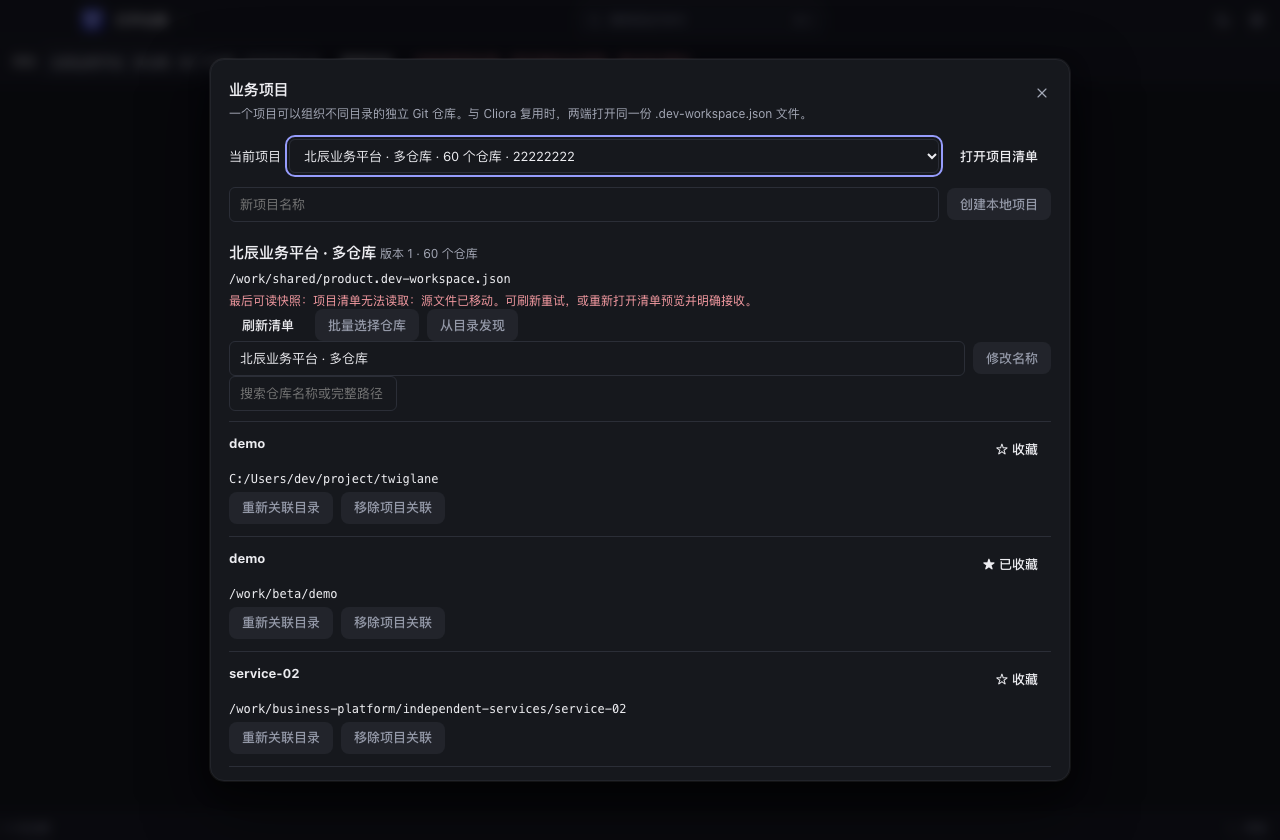 业务项目
一个项目可以组织不同目录的独立 Git 仓库。与 Cliora 复用时，两端打开同一份 .dev-workspace.json 文件。
当前项目 北辰业务平台 · 多仓库 · 60 个仓库 · 22222222 打开项目清单
新项目名称 创建本地项目
北辰业务平台 · 多仓库 版本 1 · 60 个仓库
/work/shared/product.dev-workspace.json
最后可读快照：项目清单无法读取：源文件已移动。可刷新重试，或重新打开清单预览并明确接收。
刷新清单 批量选择仓库 从目录发现
北辰业务平台 · 多仓库 修改名称
搜索仓库名称或完整路径
demo ☆ 收藏
C:/Users/dev/project/twiglane
重新关联目录 移除项目关联
demo ★ 已收藏
/work/beta/demo
重新关联目录 移除项目关联
service-02 ☆ 收藏
/work/business-platform/independent-services/service-02
重新关联目录 移除项目关联